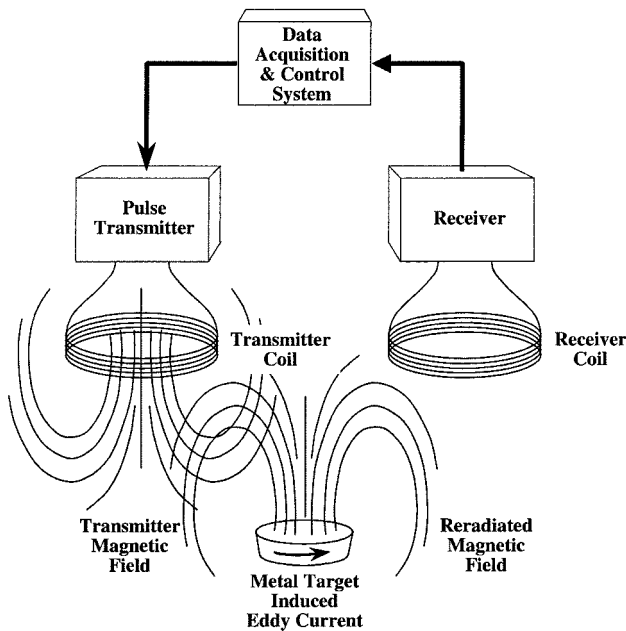 Data
Acquisition
& Control
System
Pulse
Transmitter
Receiver
Transmitter
Coil
Receiver
Coil
Transmitter
Magnetic
Field
Reradiated
Magnetic
Field
Metal Target
Induced
Eddy Current